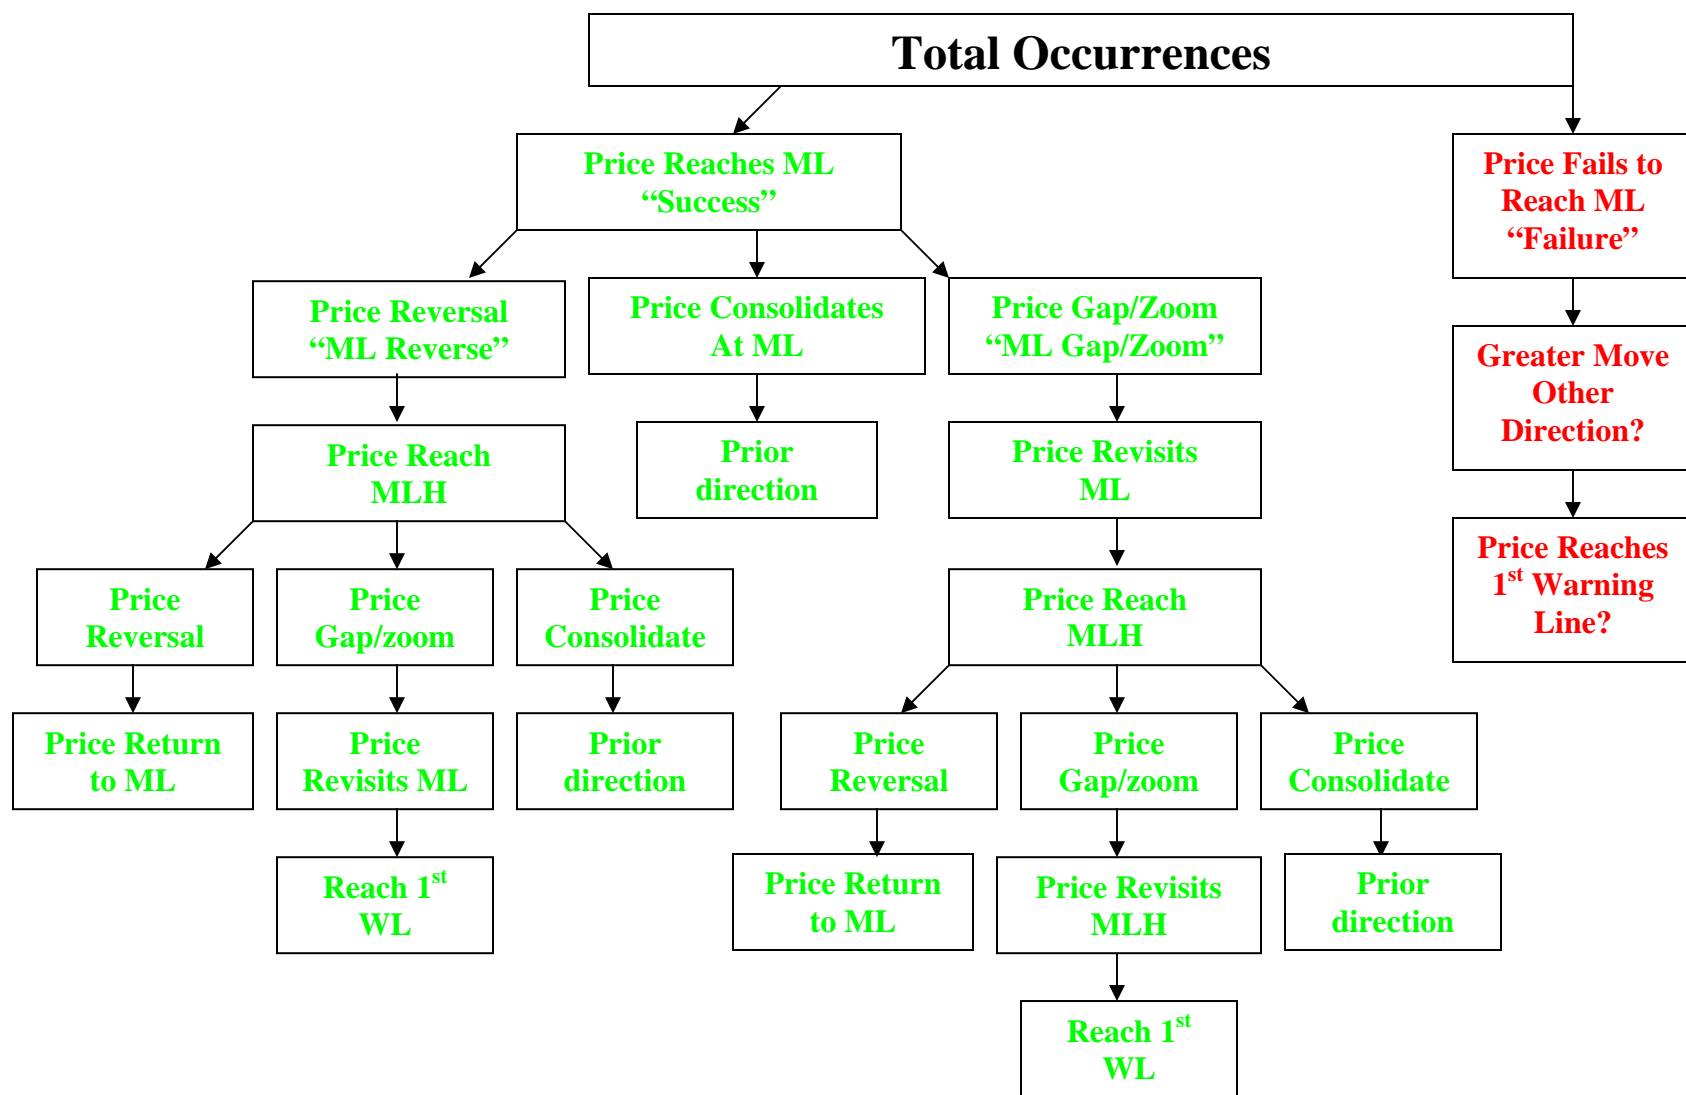 Total Occurrences
Price Reaches ML
“Success”
Price Fails to
Reach ML
“Failure”
Price Reversal
“ML Reverse”
Price Consolidates
At ML
Price Gap/Zoom
“ML Gap/Zoom”
Greater Move
Other
Direction?
Price Reach
MLH
Prior
direction
Price Revisits
ML
Price Reaches
1st Warning
Line?
Price
Reversal
Price
Gap/zoom
Price
Consolidate
Price Reach
MLH
Price Return
to ML
Price
Revisits ML
Prior
direction
Price
Reversal
Price
Gap/zoom
Price
Consolidate
Reach 1st
WL
Price Return
to ML
Price Revisits
MLH
Prior
direction
Reach 1st
WL